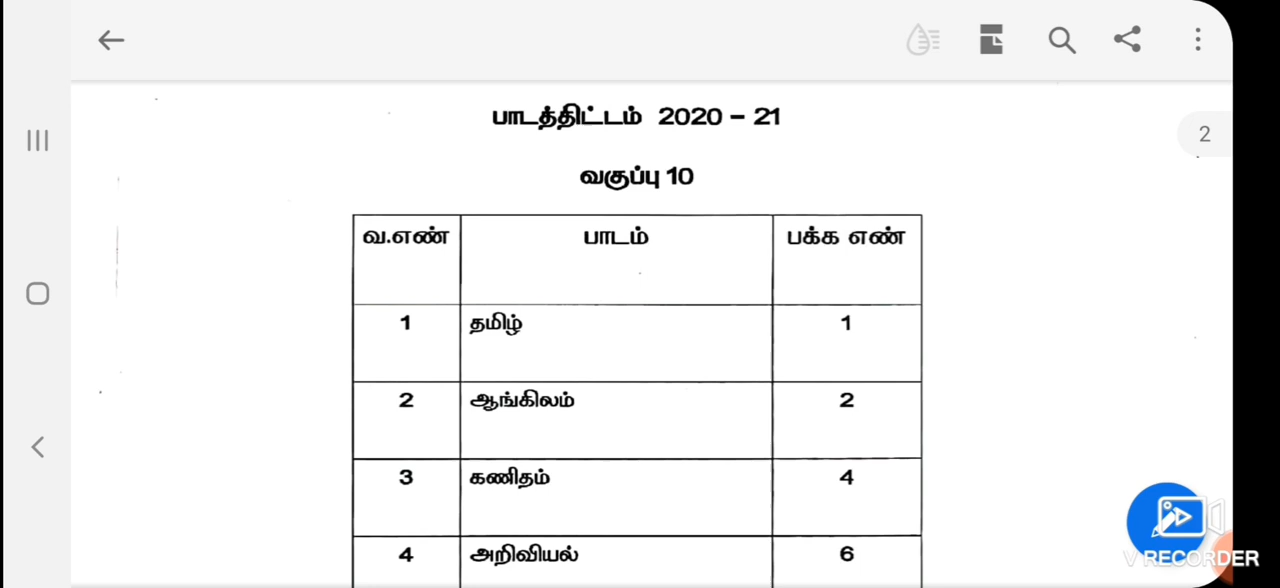 2
பாடத்திட்டம் 2020 – 21
வகுப்பு 10
வ.எண் பாடம் பக்க எண்
1 தமிழ் 1
2 ஆங்கிலம் 2
3 கணிதம் 4
4 அறிவியல் 6
V RECORDER